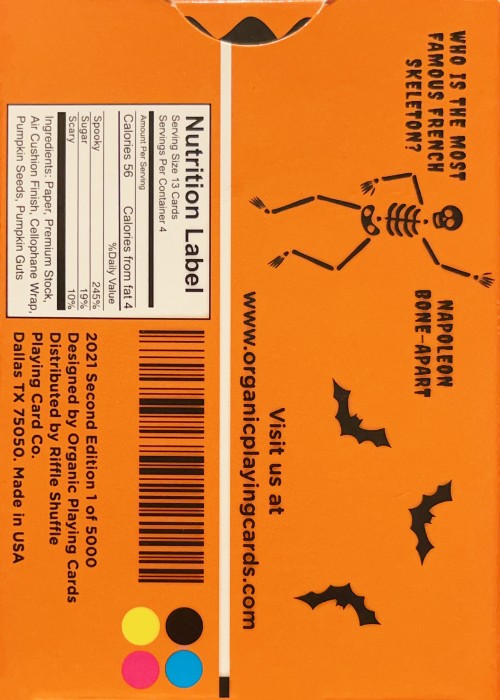 WHO IS THE MOST
FAMOUS FRENCH
SKELETON?
NAPOLEON
BONE-APART
Visit us at
www.organicplayingcards.com
Nutrition Label
Serving Size 13 Cards
Servings Per Container 4
Amount Per Serving
Calories 56 Calories from fat 4
%Daily Value
Spooky 245%
Sugar 19%
Scary 10%
Ingredients: Paper, Premium Stock,
Air Cushion Finish, Cellophane Wrap,
Pumpkin Seeds, Pumpkin Guts
2021 Second Edition 1 of 5000
Designed by Organic Playing Cards
Distributed by Riffle Shuffle
Playing Card Co.
Dallas TX 75050. Made in USA